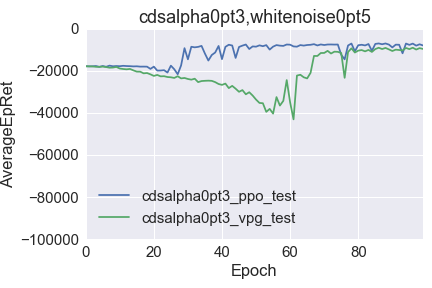 cdsalpha0pt3,whitenoise0pt5
AverageEpRet
0
−20000
−40000
−60000
−80000
−100000
cdsalpha0pt3_ppo_test
cdsalpha0pt3_vpg_test
0 20 40 60 80
Epoch